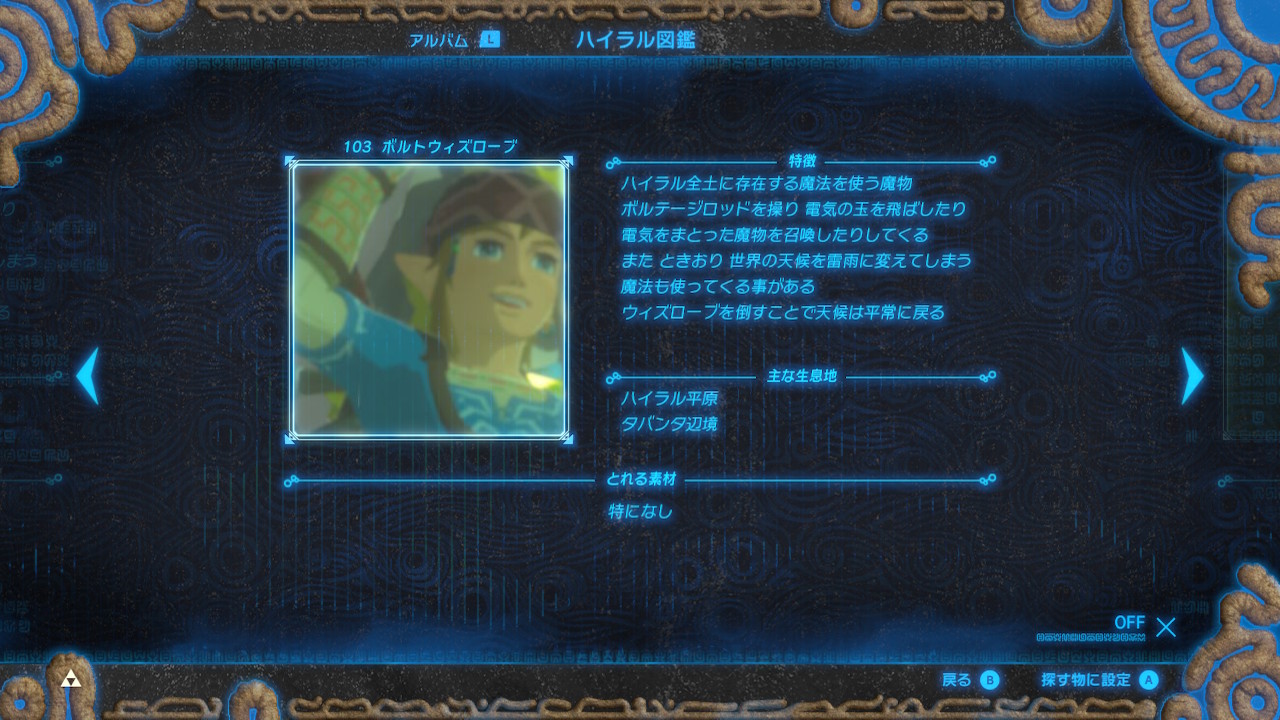 アルバム L
ハイラル図鑑
103 ボルトウィズローブ
特徴
ハイラル全土に存在する魔法を使う魔物
ボルテージロッドを操り 電気の玉を飛ばしたり
電気をまとった魔物を召喚したりしてくる
また ときおり 世界の天候を雷雨に変えてしまう
魔法も使ってくる事がある
ウィズローブを倒すことで天候は平常に戻る
主な生息地
ハイラル平原
タバンタ辺境
とれる素材
特になし
OFF
戻る B
探す物に設定 A